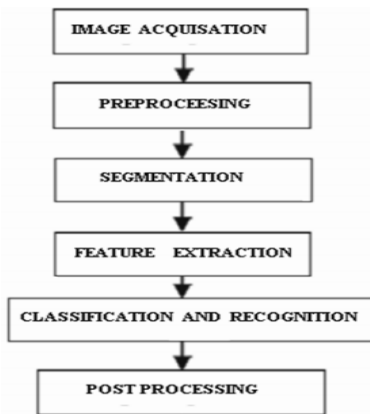 IMAGE ACQUISATION
PREPROCEESING
SEGMENTATION
FEATURE EXTRACTION
CLASSIFICATION AND RECOGNITION
POST PROCESSING